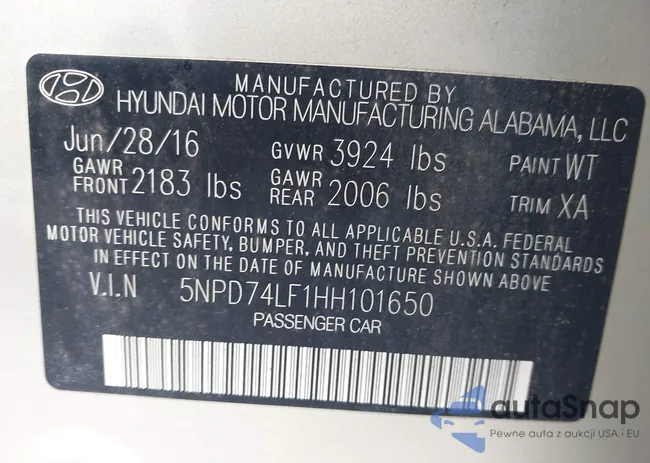 MANUFACTURED BY
HYUNDAI MOTOR MANUFACTURING ALABAMA, LLC
Jun/28/16 GVWR 3924 lbs PAINT WT
GAWR FRONT 2183 lbs GAWR REAR 2006 lbs TRIM XA
THIS VEHICLE CONFORMS TO ALL APPLICABLE U.S.A. FEDERAL
MOTOR VEHICLE SAFETY, BUMPER, AND THEFT PREVENTION STANDARDS
IN EFFECT ON THE DATE OF MANUFACTURE SHOWN ABOVE
V.I.N 5NPD74LF1HH101650
PASSENGER CAR
autaSnap
Pewne auta z aukcji USA i EU